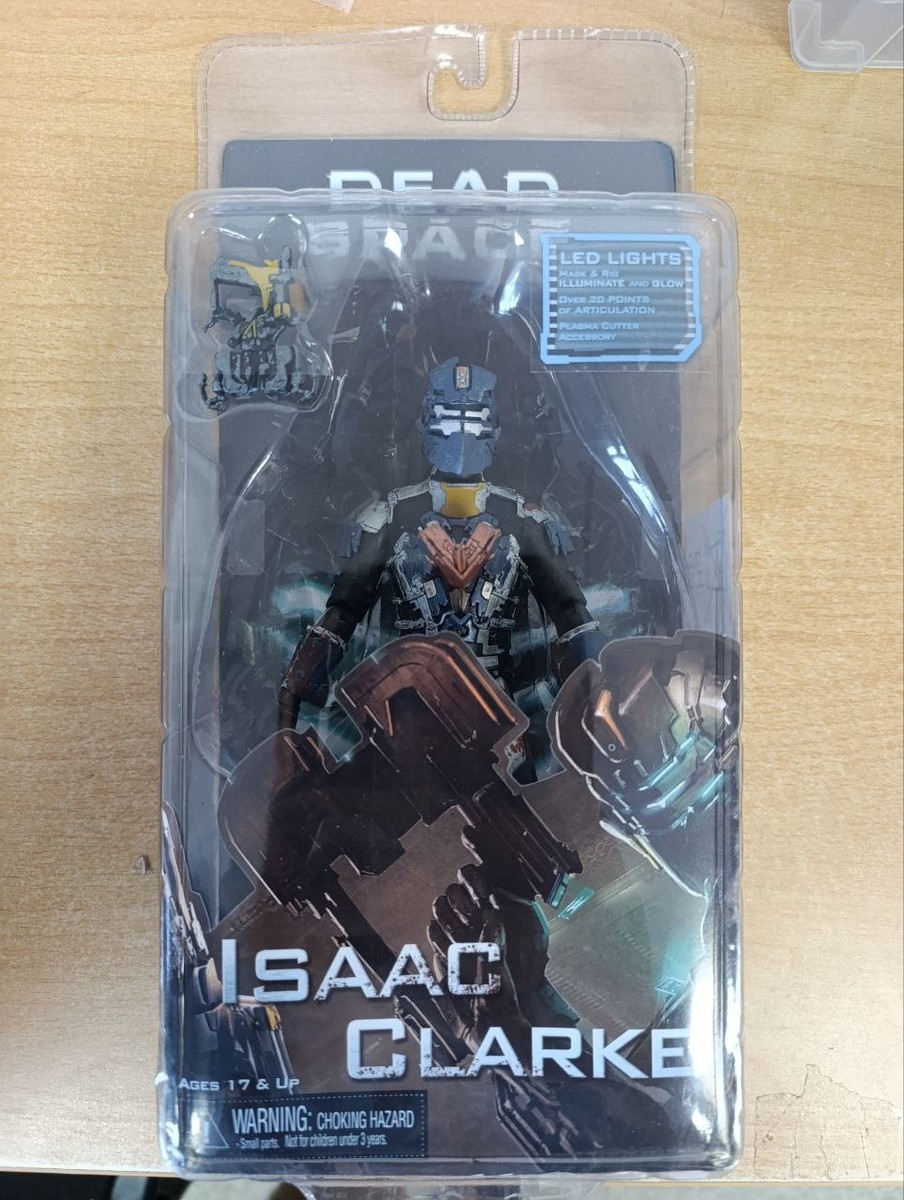 DEAD
SPACE
LED LIGHTS
MASK & RIG
ILLUMINATE AND GLOW
OVER 20 POINTS
OF ARTICULATION
PLASMA CUTTER
ACCESSORY
ISAAC
CLARKE
AGES 17 & UP
WARNING: CHOKING HAZARD
- Small parts. Not for children under 3 years.